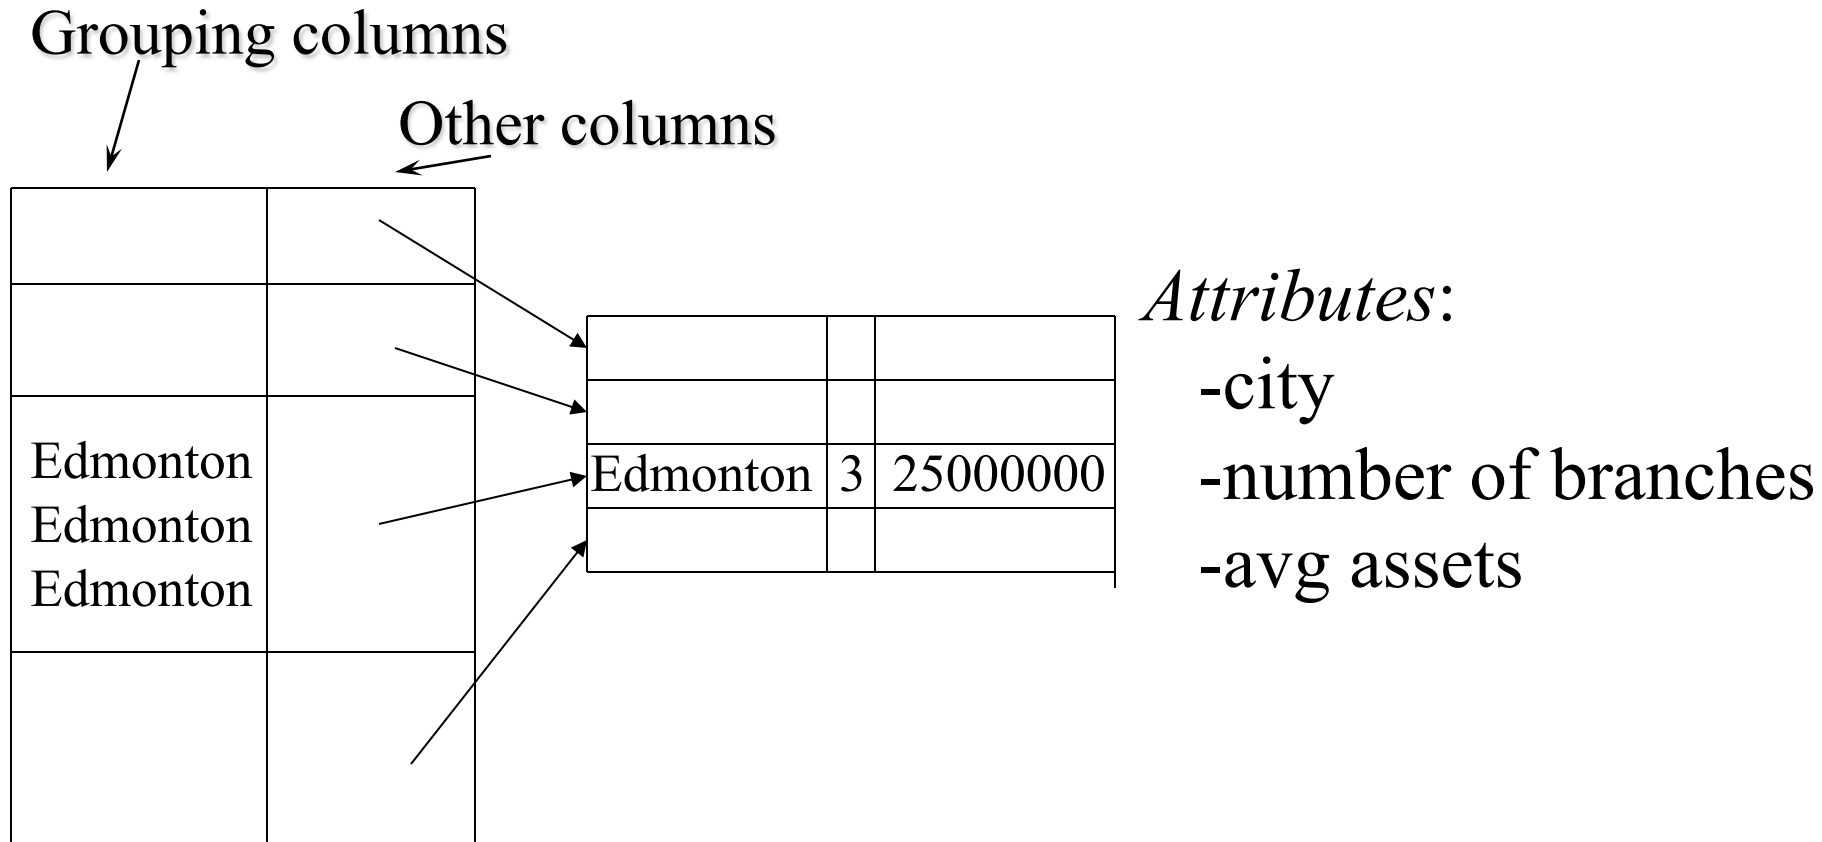 Grouping columns
Other columns
Edmonton
Edmonton
Edmonton
Edmonton 3 25000000
Attributes:
-city
-number of branches
-avg assets